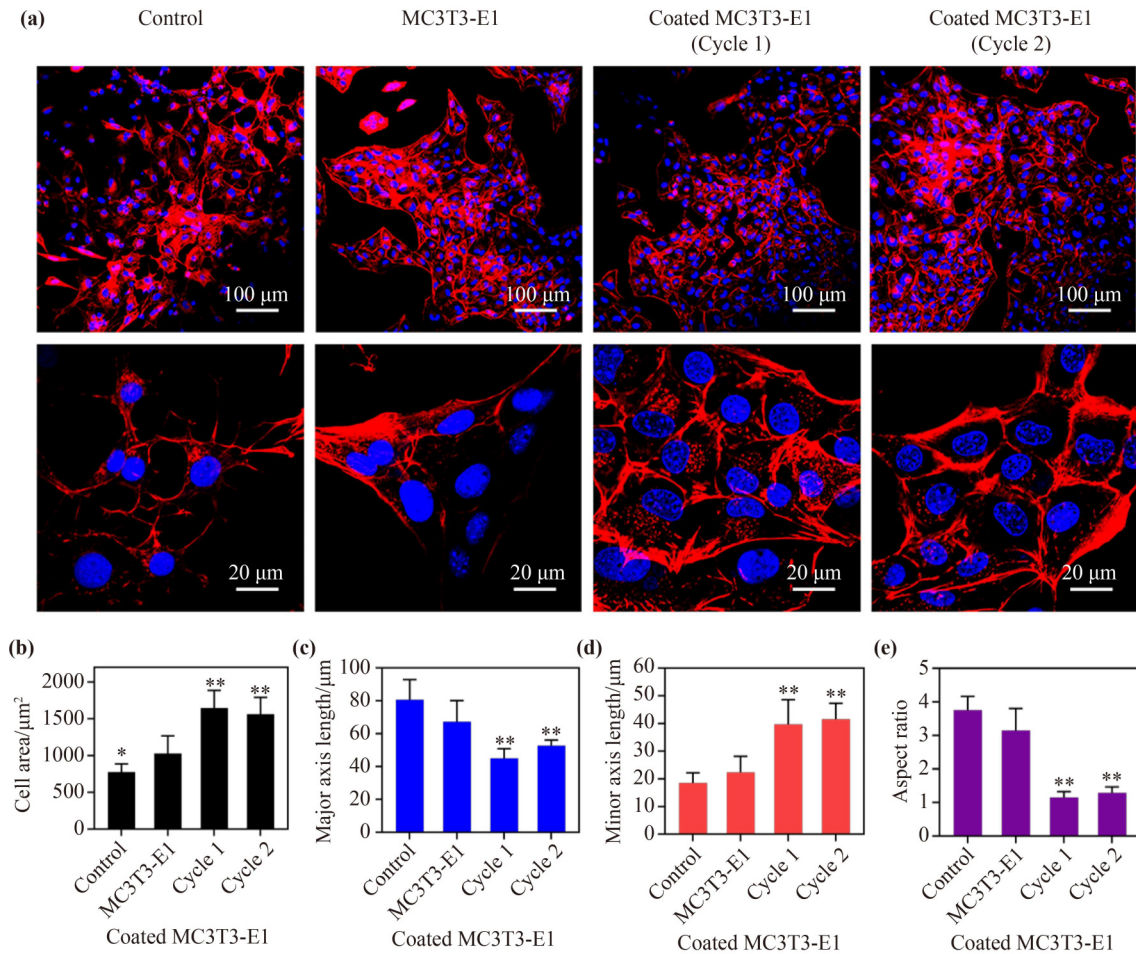 (a)
Control
MC3T3-E1
Coated MC3T3-E1
(Cycle 1)
Coated MC3T3-E1
(Cycle 2)
100 μm
100 μm
100 μm
100 μm
20 μm
20 μm
20 μm
20 μm
(b)
Cell area/μm²
2000
1500
1000
500
0
*
**
**
Control
MC3T3-E1
Cycle 1
Cycle 2
Coated MC3T3-E1
(c)
Major axis length/μm
100
80
60
40
20
0
**
**
Control
MC3T3-E1
Cycle 1
Cycle 2
Coated MC3T3-E1
(d)
Minor axis length/μm
60
50
40
30
20
10
0
**
**
Control
MC3T3-E1
Cycle 1
Cycle 2
Coated MC3T3-E1
(e)
Aspect ratio
5
4
3
2
1
0
**
**
Control
MC3T3-E1
Cycle 1
Cycle 2
Coated MC3T3-E1